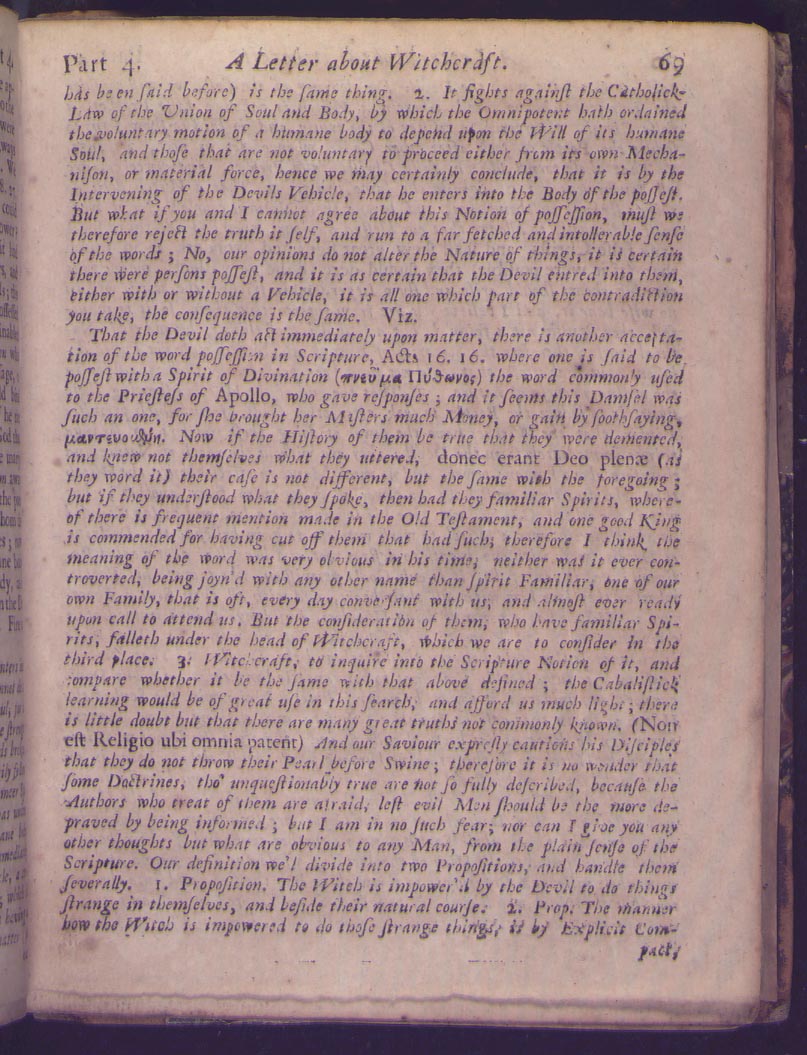 Part 4. A Letter about Witchcraft. 69
has been ſaid before) is the ſame thing. 2. It fights againſt the Catholick-
Law of the Union of Soul and Body, by which the Omnipotent hath ordained
the voluntary motion of a humane body to depend upon the Will of its humane
Soul, and thoſe that are not voluntary to proceed either from its own Mecha-
niſon, or material force, hence we may certainly conclude, that it is by the
Intervening of the Devils Vehicle, that he enters into the Body of the poſſeſt.
But what if you and I cannot agree about this Notion of poſſeſſion, muſt we
therefore reject the truth it ſelf, and run to a far fetched and intollerable ſenſe
of the words; No, our opinions do not alter the Nature of things, it is certain
there were perſons poſſeſt, and it is as certain that the Devil entred into them,
either with or without a Vehicle, it is all one which part of the contradiction
you take, the conſequence is the ſame. Viz.
That the Devil doth act immediately upon matter, there is another accepta-
tion of the word poſſeſſion in Scripture, Acts 16. 16. where one is ſaid to be
poſſeſt with a Spirit of Divination (πνευμα Πύθωνος) the word commonly uſed
to the Prieſteſs of Apollo, who gave reſponſes; and it ſeems this Damſel was
ſuch an one, for ſhe brought her Miſters much Money, or gain by ſoothſaying,
Now if the Hiſtory of them be true that they were demented,
and knew not themſelves what they uttered, donec erant Deo plenæ (as
they word it) their caſe is not different, but the ſame with the foregoing;
but if they underſtood what they ſpoke, then had they familiar Spirits, where-
of there is frequent mention made in the Old Teſtament, and one good King
is commended for having cut off them that had ſuch; therefore I think the
meaning of the word was very obvious in his time; neither was it ever con-
troverted, being joyn'd with any other name than ſpirit Familiar, one of our
own Family, that is oft, every day converſant with us, and almoſt ever ready
upon call to attend us. But the conſideration of them, who have familiar Spi-
rits, falleth under the head of Witchcraft, which we are to conſider in the
third place. 3. Witchcraft, to inquire into the Scripture Notion of it, and
compare whether it be the ſame with that above defined; the Cabaliſtick
learning would be of great uſe in this ſearch, and afford us much light; there
is little doubt but that there are many great truths not commonly known. (Non
eſt Religio ubi omnia patent) And our Saviour expreſly cautions his Diſciples
that they do not throw their Pearl before Swine; therefore it is no wonder that
ſome Doctrines, tho' unqueſtionably true are not ſo fully deſcribed, becauſe the
Authors who treat of them are afraid, leſt evil Men ſhould be the more de-
praved by being informed; but I am in no ſuch fear; nor can I give you any
other thoughts but what are obvious to any Man, from the plain ſenſe of the
Scripture. Our definition we'l divide into two Propoſitions, and handle them
ſeverally. 1. Propoſition. The Witch is impower'd by the Devil to do things
ſtrange in themſelves, and beſide their natural courſe. 2. Prop. The manner
how the Witch is impowered to do thoſe ſtrange things, is by Explicit Com-
pact,